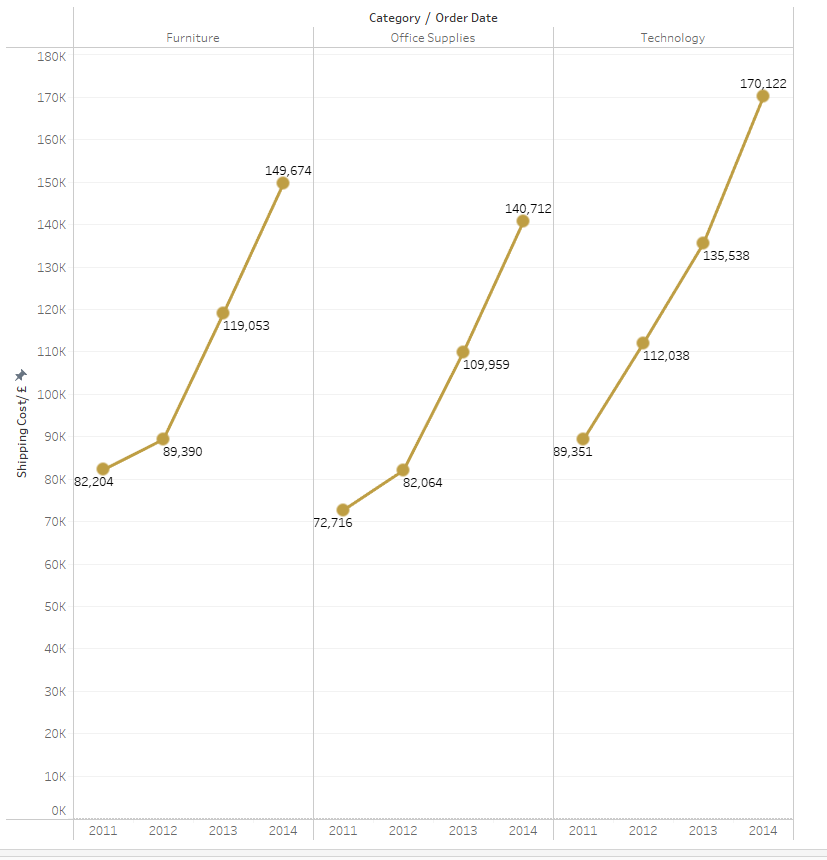 Category / Order Date
Furniture
Office Supplies
Technology
Shipping Cost/ £
180K
170K
160K
150K
140K
130K
120K
110K
100K
90K
80K
70K
60K
50K
40K
30K
20K
10K
0K
82,204
89,390
119,053
149,674
72,716
82,064
109,959
140,712
89,351
112,038
135,538
170,122
2011 2012 2013 2014 2011 2012 2013 2014 2011 2012 2013 2014